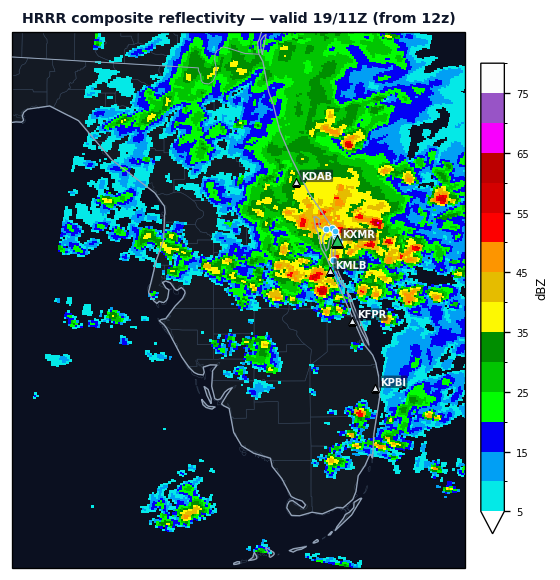 HRRR composite reflectivity — valid 19/11Z (from 12z)
KDAB
KXMR
KMLB
KFPR
KPBI
75
65
55
45
35
25
15
5
dBZ